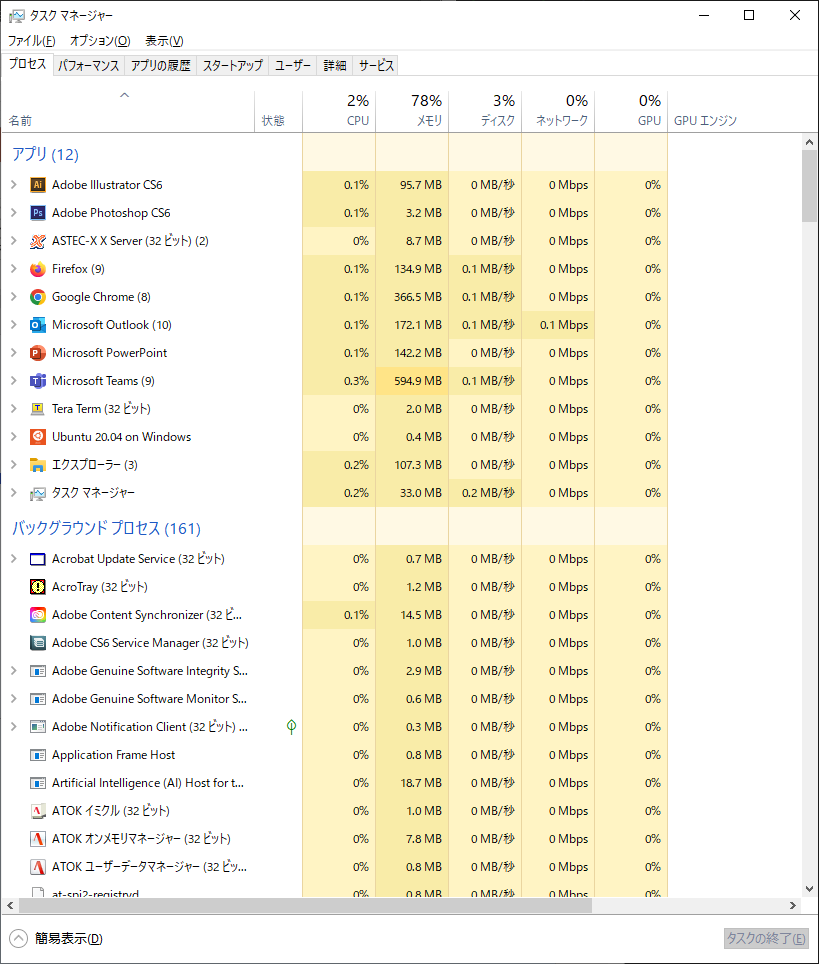 タスク マネージャー
ファイル(F) オプション(O) 表示(V)
プロセス パフォーマンス アプリの履歴 スタートアップ ユーザー 詳細 サービス
2% 78% 3% 0% 0%
名前 状態 CPU メモリ ディスク ネットワーク GPU GPU エンジン
アプリ (12)
Adobe Illustrator CS6 0.1% 95.7 MB 0 MB/秒 0 Mbps 0%
Adobe Photoshop CS6 0.1% 3.2 MB 0 MB/秒 0 Mbps 0%
ASTEC-X X Server (32 ビット) (2) 0% 8.7 MB 0 MB/秒 0 Mbps 0%
Firefox (9) 0.1% 134.9 MB 0.1 MB/秒 0 Mbps 0%
Google Chrome (8) 0.1% 366.5 MB 0.1 MB/秒 0 Mbps 0%
Microsoft Outlook (10) 0.1% 172.1 MB 0.1 MB/秒 0.1 Mbps 0%
Microsoft PowerPoint 0.1% 142.2 MB 0 MB/秒 0 Mbps 0%
Microsoft Teams (9) 0.3% 594.9 MB 0.1 MB/秒 0 Mbps 0%
Tera Term (32 ビット) 0% 2.0 MB 0 MB/秒 0 Mbps 0%
Ubuntu 20.04 on Windows 0% 0.4 MB 0 MB/秒 0 Mbps 0%
エクスプローラー (3) 0.2% 107.3 MB 0 MB/秒 0 Mbps 0%
タスク マネージャー 0.2% 33.0 MB 0.2 MB/秒 0 Mbps 0%
バックグラウンド プロセス (161)
Acrobat Update Service (32 ビット) 0% 0.7 MB 0 MB/秒 0 Mbps 0%
AcroTray (32 ビット) 0% 1.2 MB 0 MB/秒 0 Mbps 0%
Adobe Content Synchronizer (32 ビ... 0.1% 14.5 MB 0 MB/秒 0 Mbps 0%
Adobe CS6 Service Manager (32 ビット) 0% 1.0 MB 0 MB/秒 0 Mbps 0%
Adobe Genuine Software Integrity S... 0% 2.9 MB 0 MB/秒 0 Mbps 0%
Adobe Genuine Software Monitor S... 0% 0.6 MB 0 MB/秒 0 Mbps 0%
Adobe Notification Client (32 ビット) ... 0% 0.3 MB 0 MB/秒 0 Mbps 0%
Application Frame Host 0% 0.8 MB 0 MB/秒 0 Mbps 0%
Artificial Intelligence (AI) Host for t... 0% 18.7 MB 0 MB/秒 0 Mbps 0%
ATOK イミクル (32 ビット) 0% 1.0 MB 0 MB/秒 0 Mbps 0%
ATOK オンメモリマネージャー (32 ビット) 0% 7.8 MB 0 MB/秒 0 Mbps 0%
ATOK ユーザーデータマネージャー (32 ビッ... 0% 0.8 MB 0 MB/秒 0 Mbps 0%
at-spi2-registryd 0% 0.8 MB 0 MB/秒 0 Mbps 0%
簡易表示(D) タスクの終了(E)